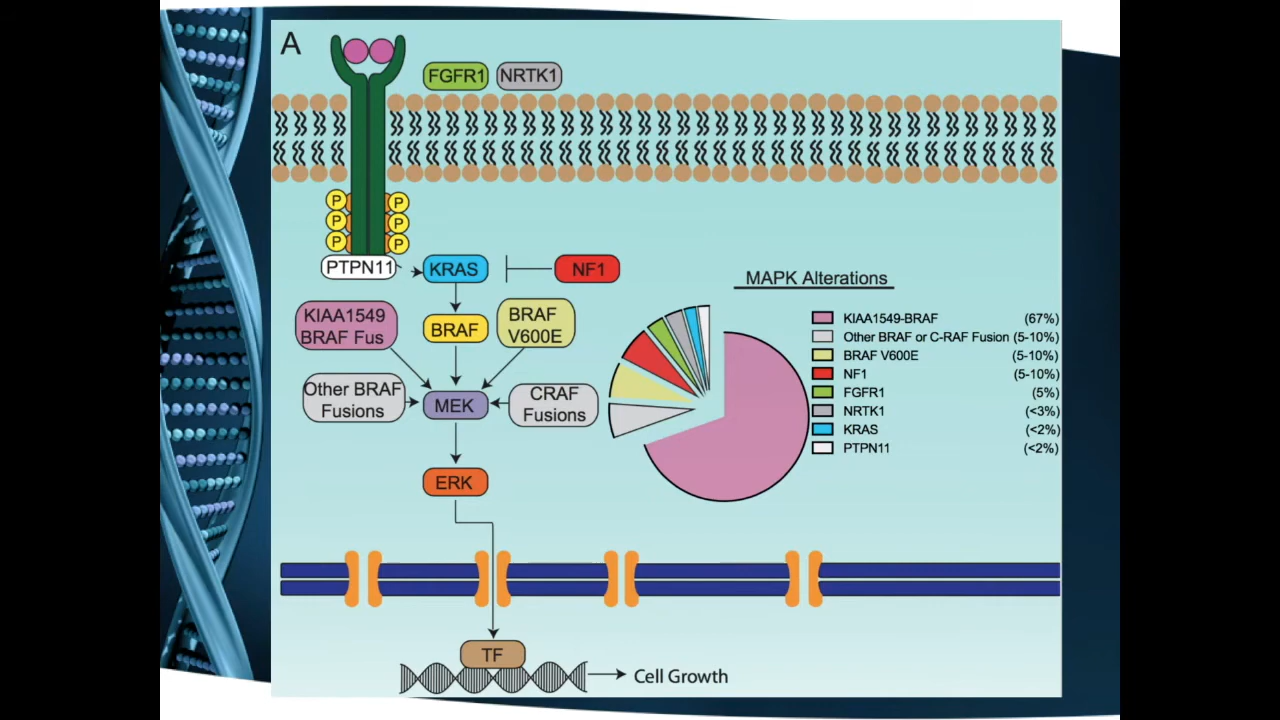 A
FGFR1
NRTK1
P
P
P
P
P
P
PTPN11
KRAS
NF1
KIAA1549
BRAF Fus
BRAF
BRAF
V600E
Other BRAF
Fusions
MEK
CRAF
Fusions
ERK
TF
Cell Growth
MAPK Alterations
KIAA1549-BRAF (67%)
Other BRAF or C-RAF Fusion (5-10%)
BRAF V600E (5-10%)
NF1 (5-10%)
FGFR1 (5%)
NRTK1 (<3%)
KRAS (<2%)
PTPN11 (<2%)